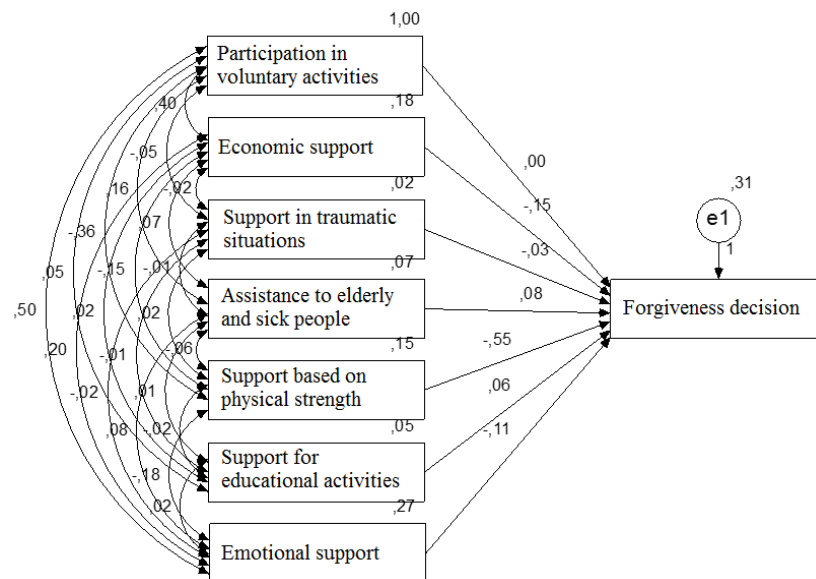 1,00
Participation in
voluntary activities
,18
,40
Economic support
,00
,02
,31
-,05
-,02
,16
-,15
e1
Support in traumatic
situations
-,36
,07
-,03
1
,07
,05
-,15
-,01
Assistance to elderly
and sick people
,08
Forgiveness decision
,50
,02
,02
,15
-,55
,20
-,01
-,06
Support based on
physical strength
,06
-,02
,01
,05
-,11
,08
-,02
Support for
educational activities
-,18
,27
,02
Emotional support